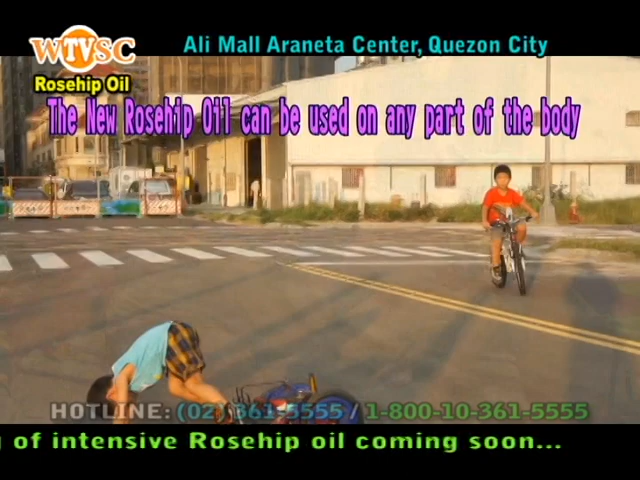 WTVSC
Ali Mall Araneta Center, Quezon City
Rosehip Oil
The New Rosehip Oil can be used on any part of the body
HOTLINE: (02) 361-5555 / 1-800-10-361-5555
of intensive Rosehip oil coming soon...